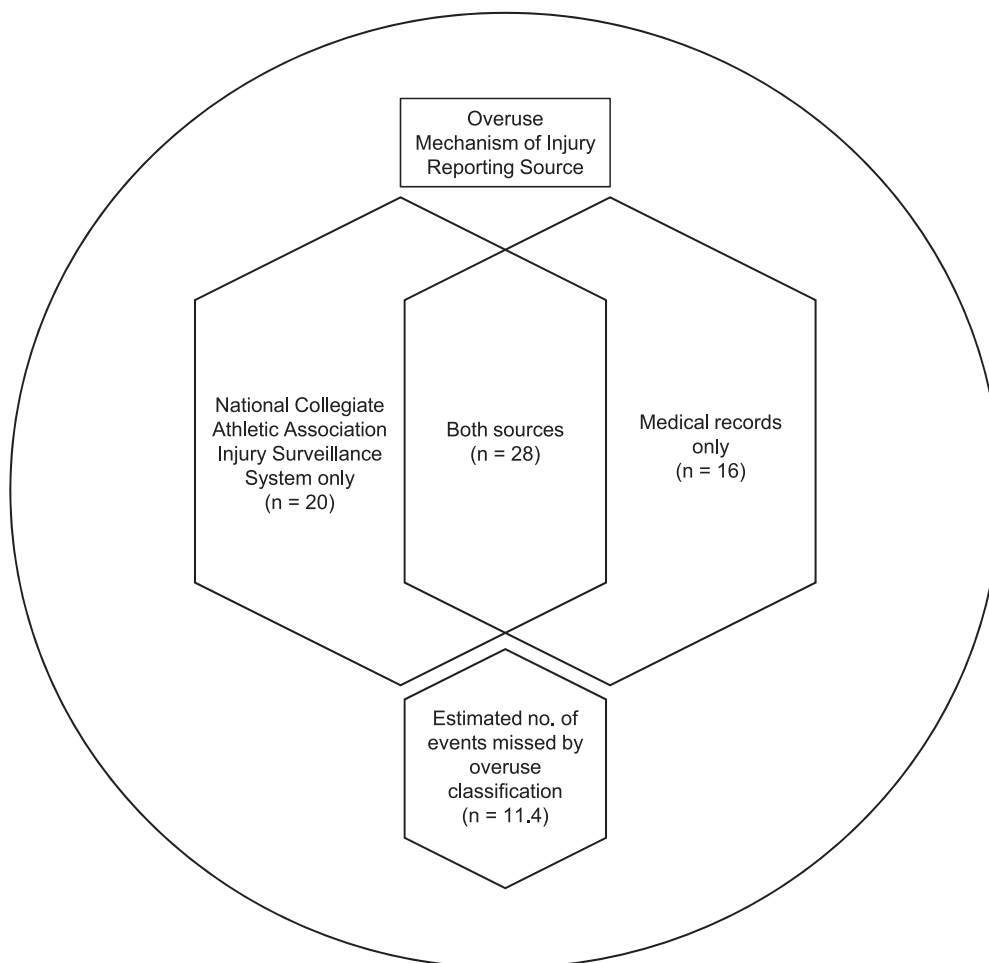 Overuse
Mechanism of Injury
Reporting Source
National Collegiate
Athletic Association
Injury Surveillance
System only
(n = 20)
Both sources
(n = 28)
Medical records
only
(n = 16)
Estimated no. of
events missed by
overuse
classification
(n = 11.4)